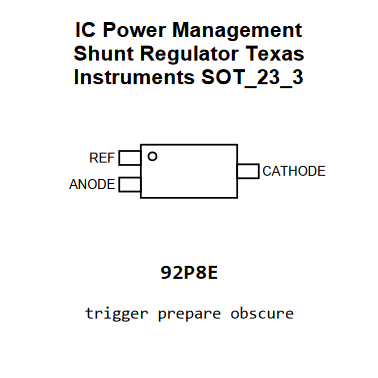 IC Power Management
Shunt Regulator Texas
Instruments SOT_23_3
REF
ANODE
CATHODE
92P8E
trigger prepare obscure